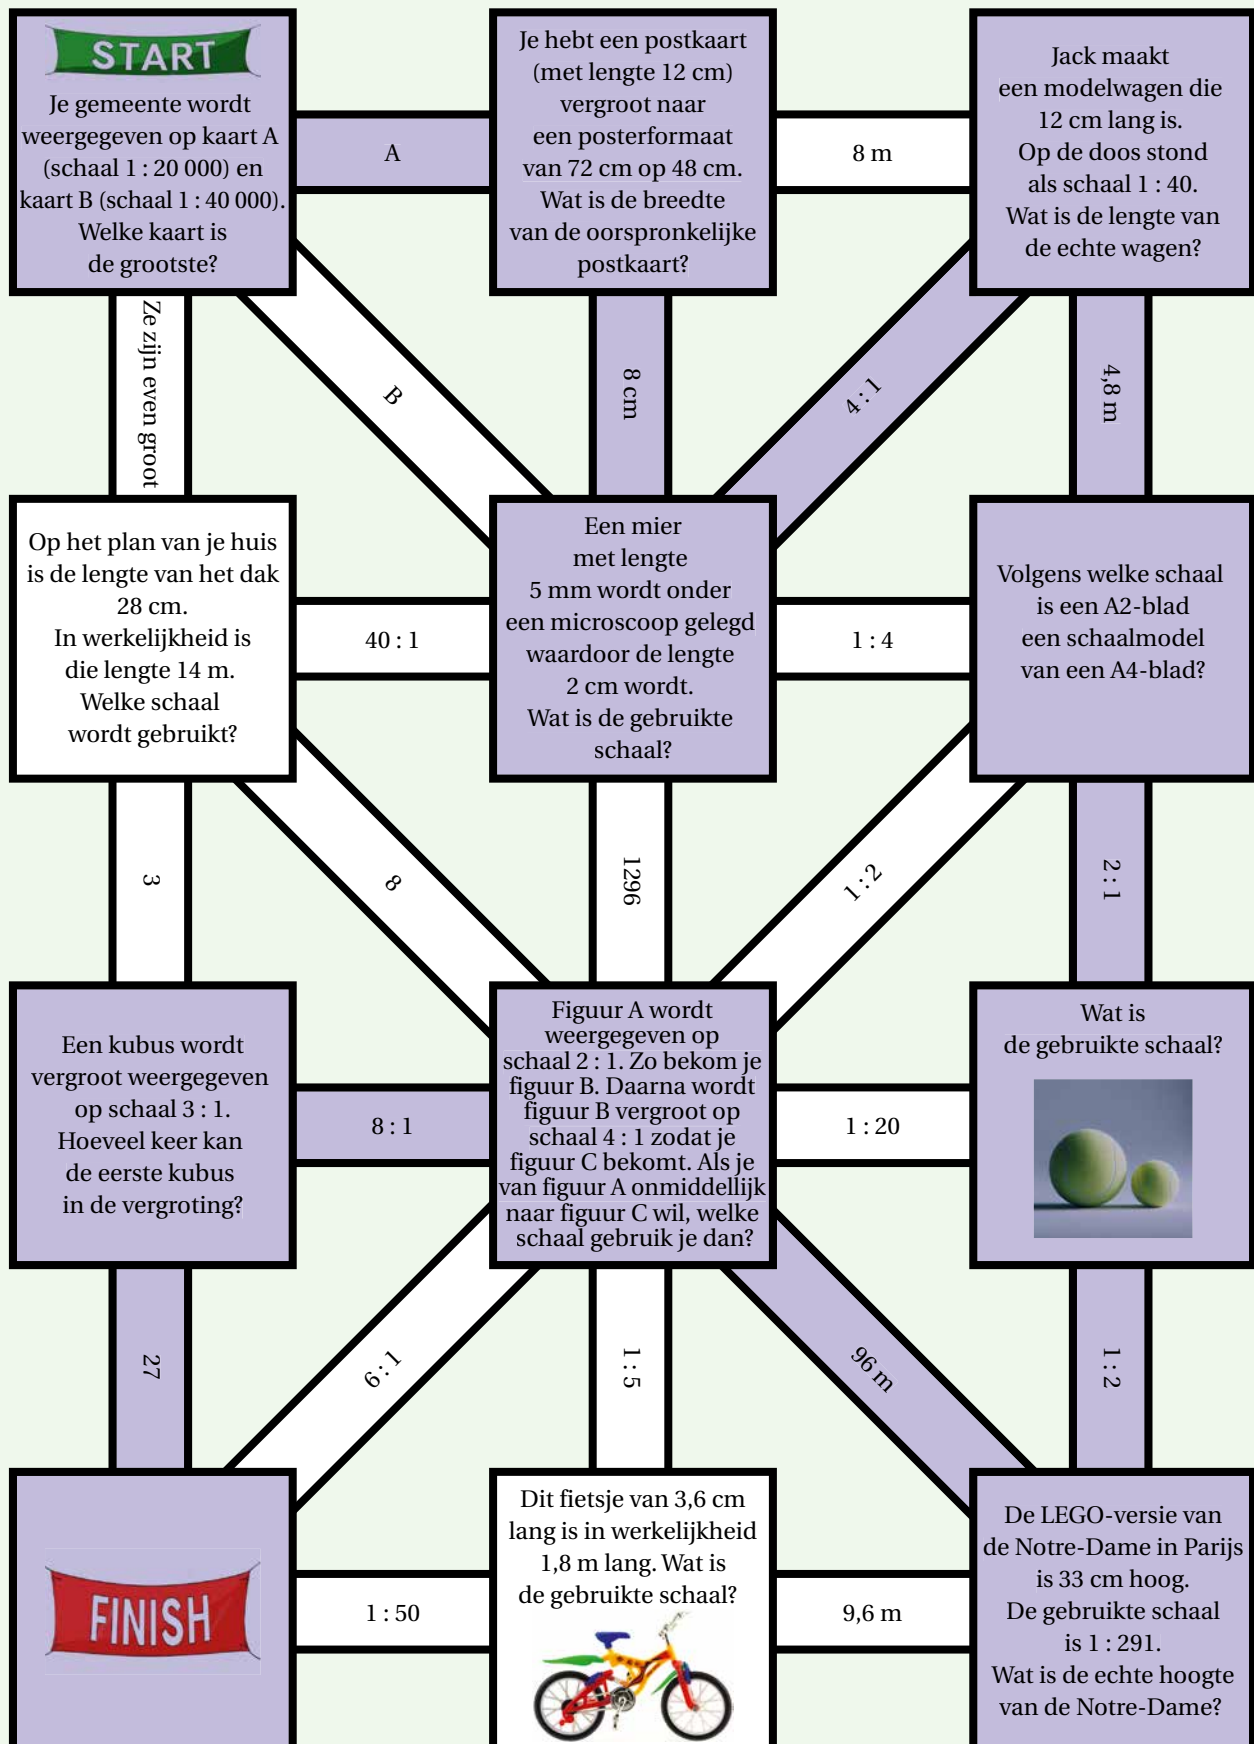 START
Je gemeente wordt
weergegeven op kaart A
(schaal 1 : 20 000) en
kaart B (schaal 1 : 40 000).
Welke kaart is
de grootste?
A
Je hebt een postkaart
(met lengte 12 cm)
vergroot naar
een posterformaat
van 72 cm op 48 cm.
Wat is de breedte
van de oorspronkelijke
postkaart?
8 m
Jack maakt
een modelwagen die
12 cm lang is.
Op de doos stond
als schaal 1 : 40.
Wat is de lengte van
de echte wagen?
Ze zijn even groot
B
8 cm
4 : 1
4,8 m
Op het plan van je huis
is de lengte van het dak
28 cm.
In werkelijkheid is
die lengte 14 m.
Welke schaal
wordt gebruikt?
40 : 1
Een mier
met lengte
5 mm wordt onder
een microscoop gelegd
waardoor de lengte
2 cm wordt.
Wat is de gebruikte
schaal?
1 : 4
Volgens welke schaal
is een A2-blad
een schaalmodel
van een A4-blad?
3
8
1296
1 : 2
2 : 1
Een kubus wordt
vergroot weergegeven
op schaal 3 : 1.
Hoeveel keer kan
de eerste kubus
in de vergroting?
8 : 1
Figuur A wordt
weergegeven op
schaal 2 : 1. Zo bekom je
figuur B. Daarna wordt
figuur B vergroot op
schaal 4 : 1 zodat je
figuur C bekomt. Als je
van figuur A onmiddellijk
naar figuur C wil, welke
schaal gebruik je dan?
1 : 20
Wat is
de gebruikte schaal?
27
6 : 1
1 : 5
96 m
1 : 2
FINISH
1 : 50
Dit fietsje van 3,6 cm
lang is in werkelijkheid
1,8 m lang. Wat is
de gebruikte schaal?
9,6 m
De LEGO-versie van
de Notre-Dame in Parijs
is 33 cm hoog.
De gebruikte schaal
is 1 : 291.
Wat is de echte hoogte
van de Notre-Dame?